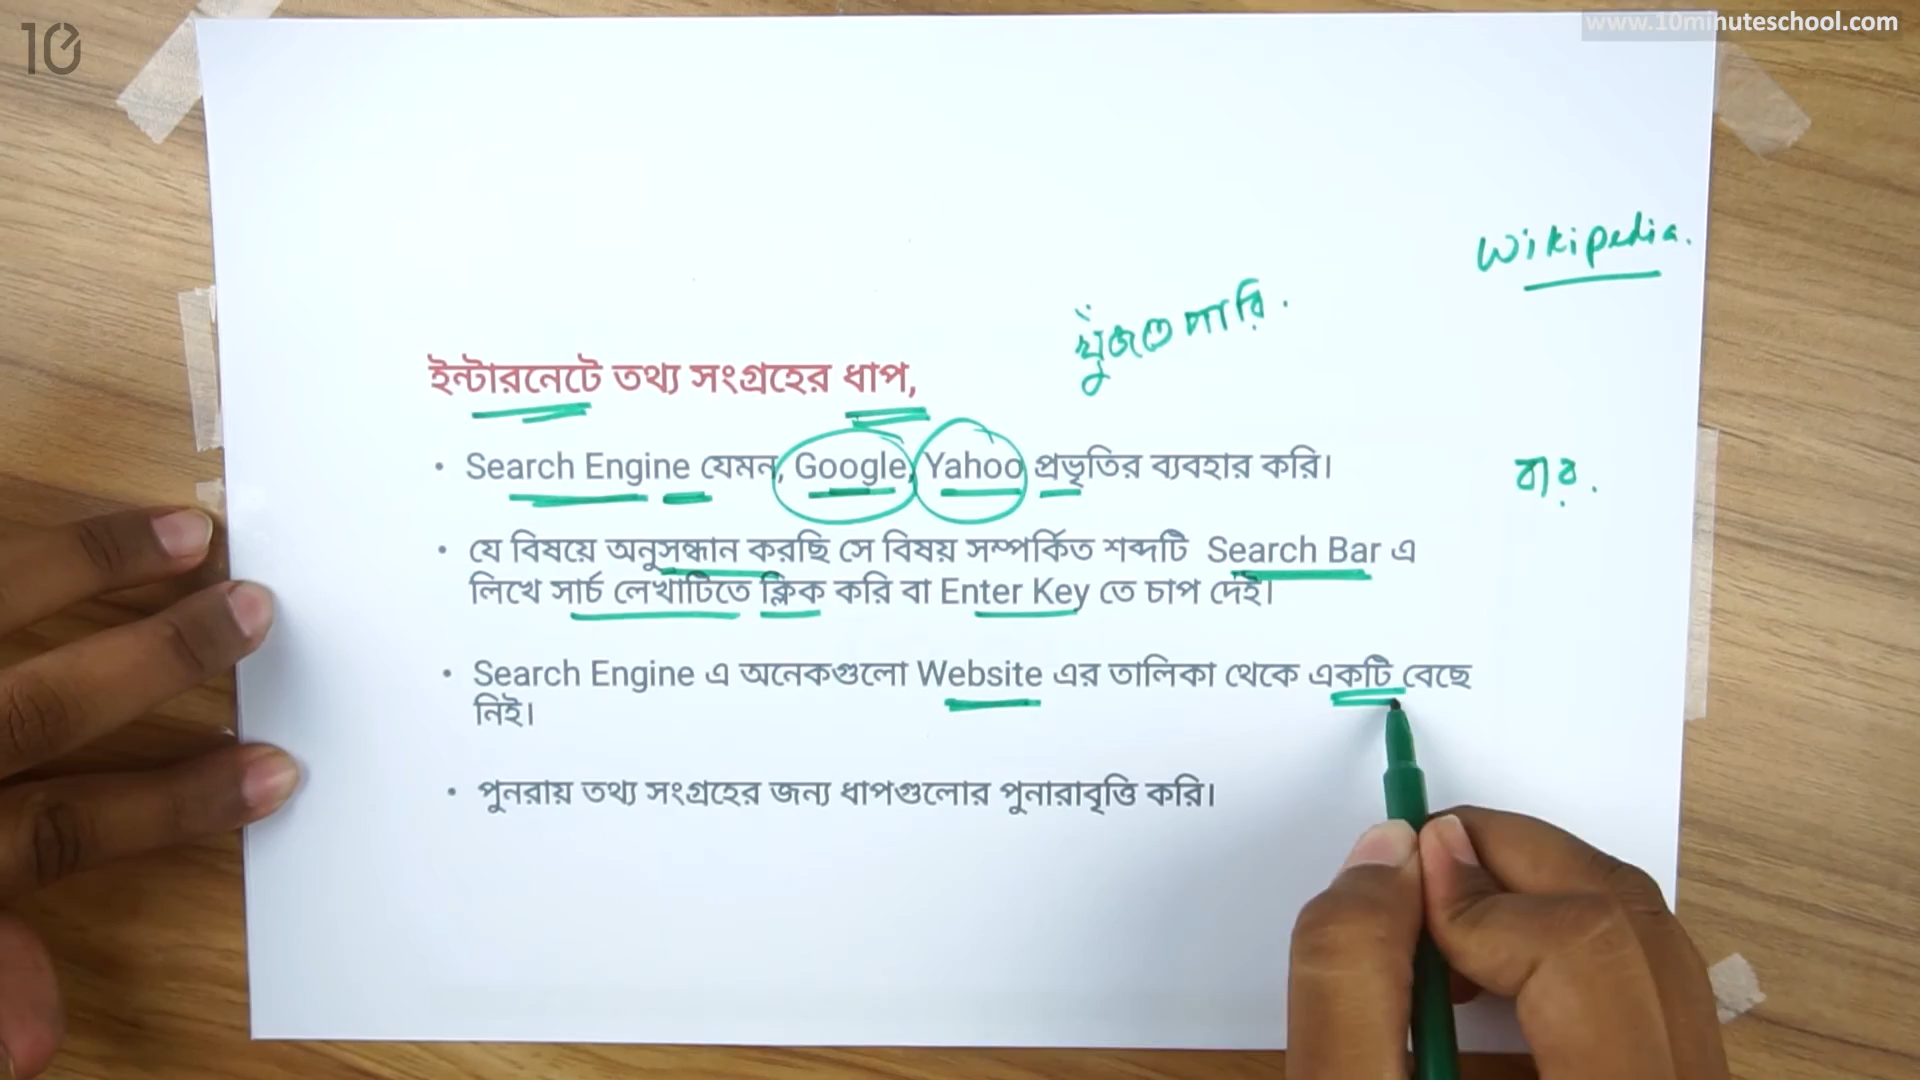 10
www.10minuteschool.com
Wikipedia.
খুঁজতে পারি.
ইন্টারনেটে তথ্য সংগ্রহের ধাপ,
• Search Engine যেমন, Google, Yahoo প্রভৃতির ব্যবহার করি।
বার.
• যে বিষয়ে অনুসন্ধান করছি সে বিষয় সম্পর্কিত শব্দটি Search Bar এ
লিখে সার্চ লেখাটিতে ক্লিক করি বা Enter Key তে চাপ দেই।
• Search Engine এ অনেকগুলো Website এর তালিকা থেকে একটি বেছে
নিই।
• পুনরায় তথ্য সংগ্রহের জন্য ধাপগুলোর পুনারাবৃত্তি করি।